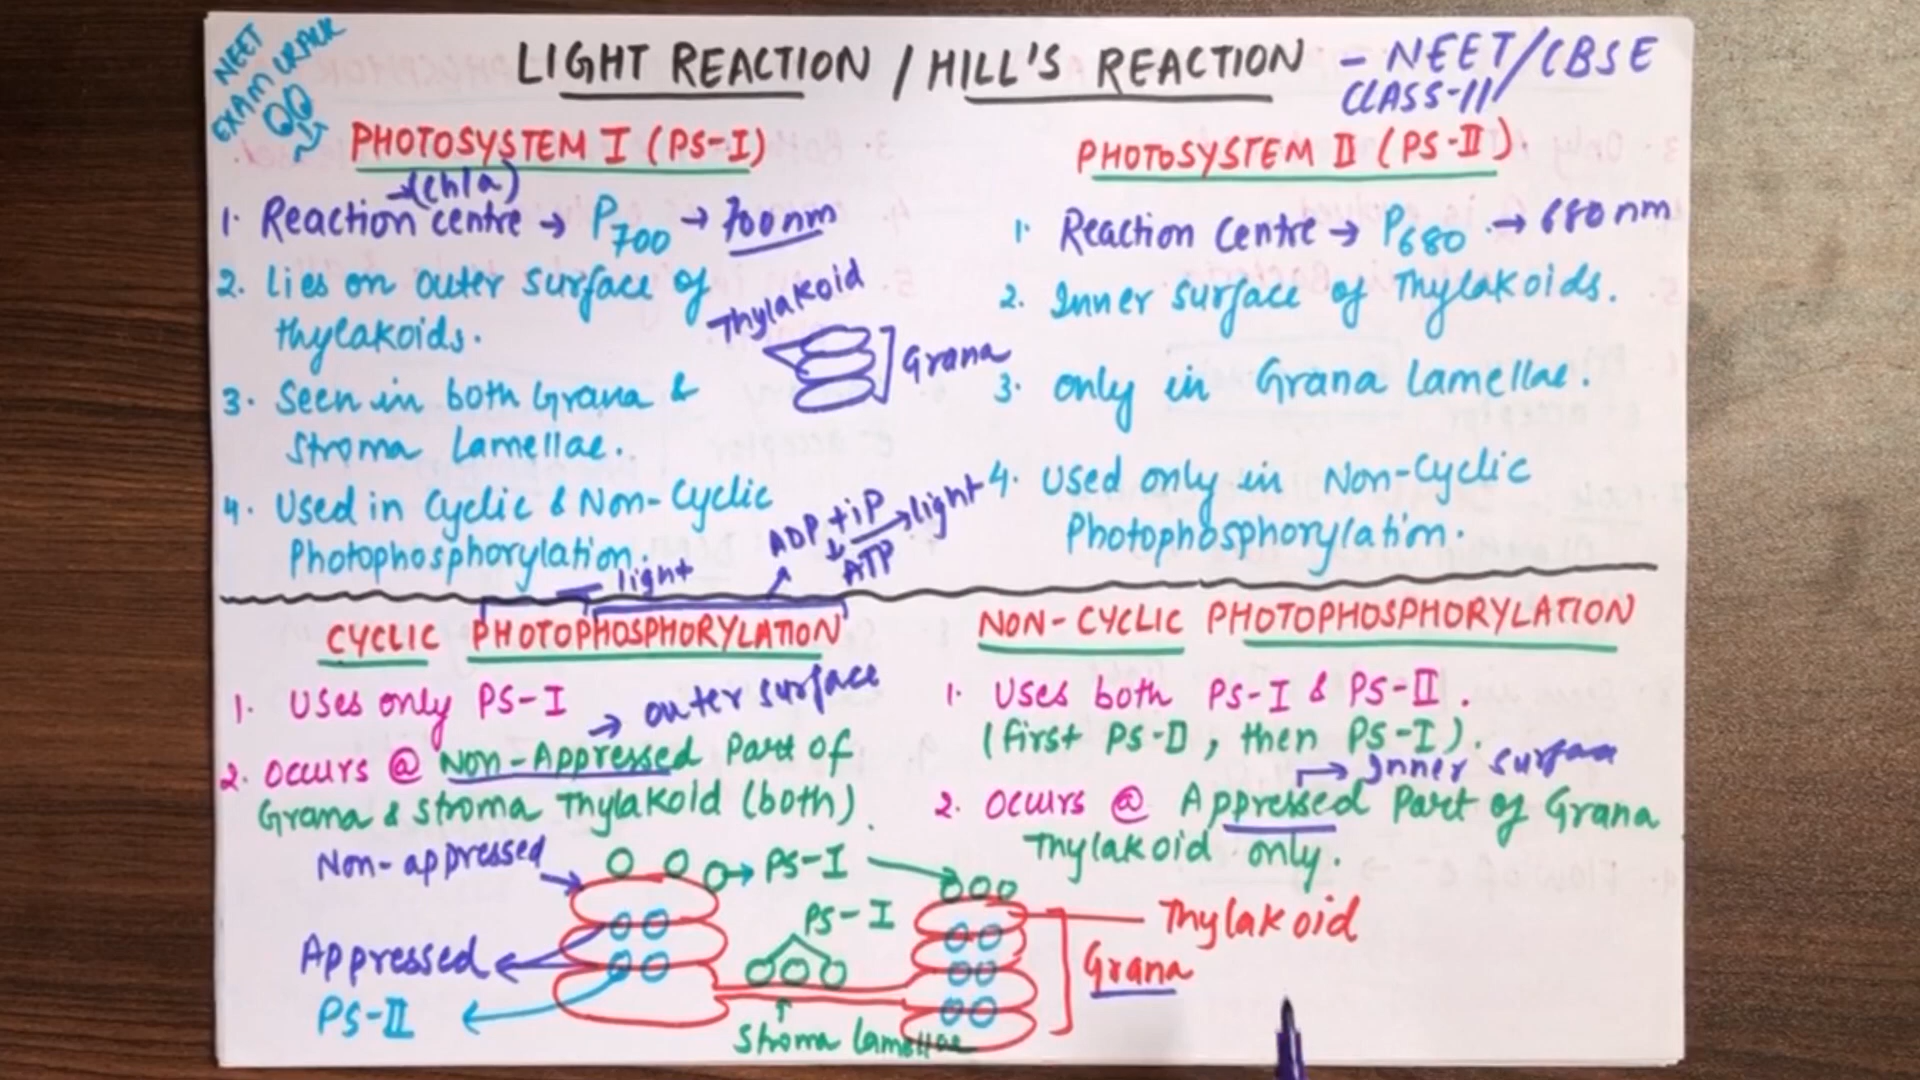 NEET
EXAM CRACK
LIGHT REACTION / HILL'S REACTION - NEET/CBSE
CLASS-11
PHOTOSYSTEM I (PS-I)
→(chl a)
1. Reaction centre → P700 → 700nm
2. Lies on outer surface of
thylakoids.
Thylakoid
Grana
3. Seen in both Grana &
Stroma Lamellae.
4. Used in Cyclic & Non-Cyclic
Photophosphorylation.
ADP + iP → light
↓
ATP
PHOTOSYSTEM II (PS-II)
1. Reaction Centre → P680 → 680nm
2. Inner surface of Thylakoids.
3. only in Grana Lamellae.
4. Used only in Non-Cyclic
Photophosphorylation.
light
CYCLIC PHOTOPHOSPHORYLATION
1. Uses only PS-I
→ outer surface
2. Occurs @ Non-Appressed Part of
Grana & Stroma Thylakoid (both).
NON-CYCLIC PHOTOPHOSPHORYLATION
1. Uses both PS-I & PS-II.
(first PS-II, then PS-I).
→ Inner surface
2. Occurs @ Appressed Part of Grana
Thylakoid only.
Non-appressed
→ PS-I
PS-I
Appressed
PS-II
Stroma lamellae
Thylakoid
Grana